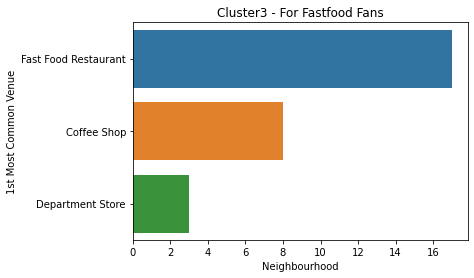 Cluster3 - For Fastfood Fans
1st Most Common Venue
Fast Food Restaurant
Coffee Shop
Department Store
0 2 4 6 8 10 12 14 16
Neighbourhood